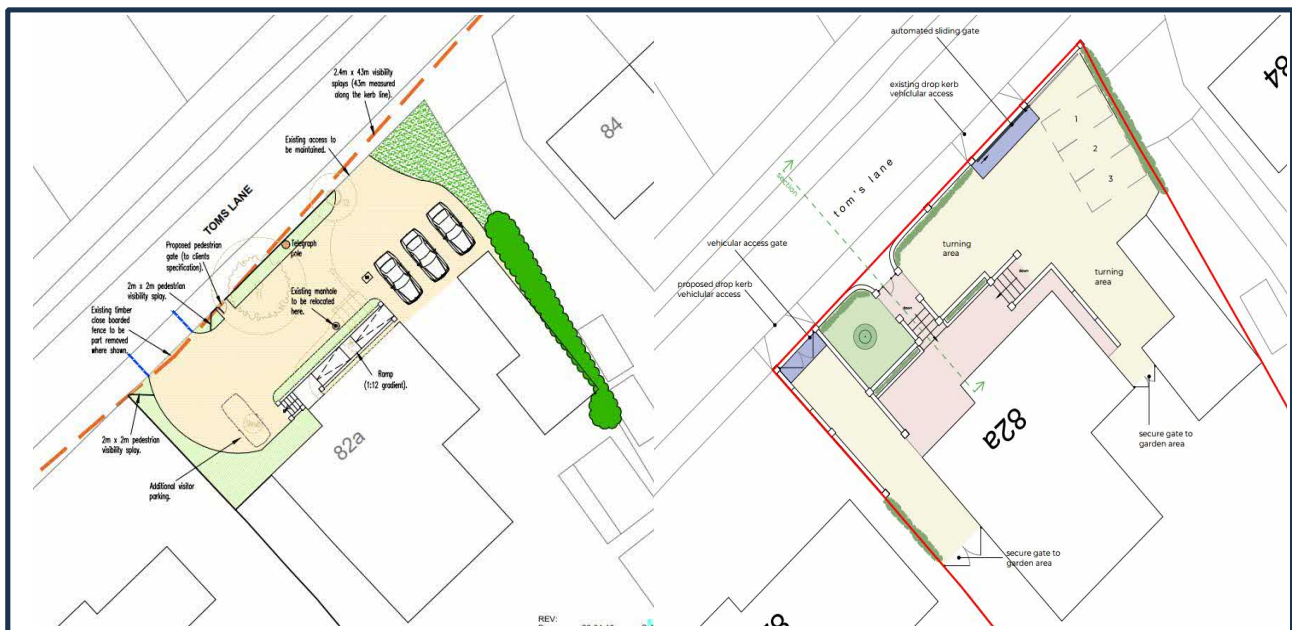 2.4m x 43m visibility
splays (43m measured
along the kerb line).
Existing access to
be maintained.
84
TOMS LANE
Proposed pedestrian
gate (to clients
specification).
Telegraph
pole
2m x 2m pedestrian
visibility splay.
Existing manhole
to be relocated
here.
Existing timber
close boarded
fence to be
part removed
where shown.
Ramp
(1:12 gradient).
82a
2m x 2m pedestrian
visibility splay.
Additional visitor
parking.
REV:
automated sliding gate
existing drop kerb
vehiclular access
84
1
2
3
section
tom's lane
vehicular access gate
turning
area
turning
area
proposed drop kerb
vehiclular access
down
down
82a
secure gate to
garden area
secure gate to
garden area